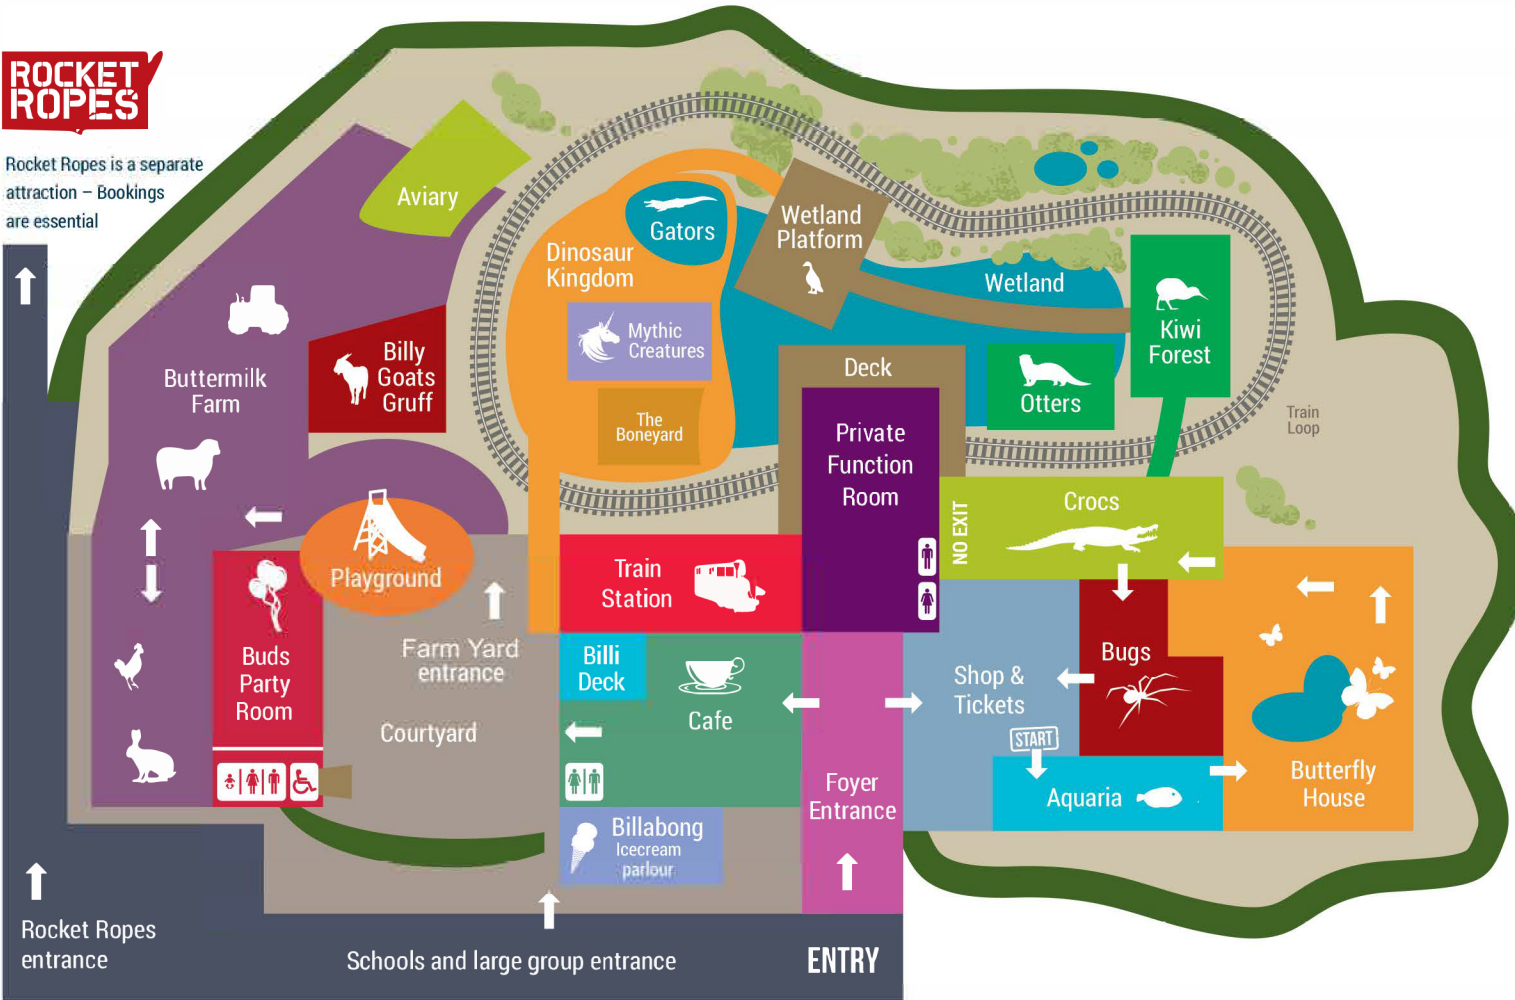 ROCKET
ROPES
Rocket Ropes is a separate
attraction – Bookings
are essential
Aviary
Gators
Dinosaur
Kingdom
Wetland
Platform
Wetland
Mythic
Creatures
Kiwi
Forest
Billy
Goats
Gruff
Buttermilk
Farm
The
Boneyard
Deck
Otters
Train
Loop
Private
Function
Room
Crocs
NO EXIT
Playground
Train
Station
Farm Yard
entrance
Buds
Party
Room
Billi
Deck
Cafe
Courtyard
Shop &
Tickets
Bugs
START
Aquaria
Butterfly
House
Foyer
Entrance
Billabong
Icecream
parlour
Rocket Ropes
entrance
Schools and large group entrance
ENTRY